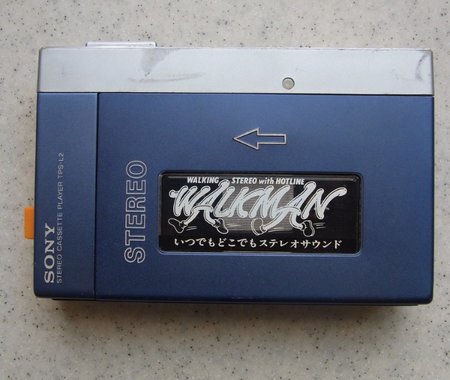 SONY
STEREO CASSETTE PLAYER TPS-L2
STEREO
WALKING STEREO with HOTLINE
WALKMAN
いつでもどこでもステレオサウンド